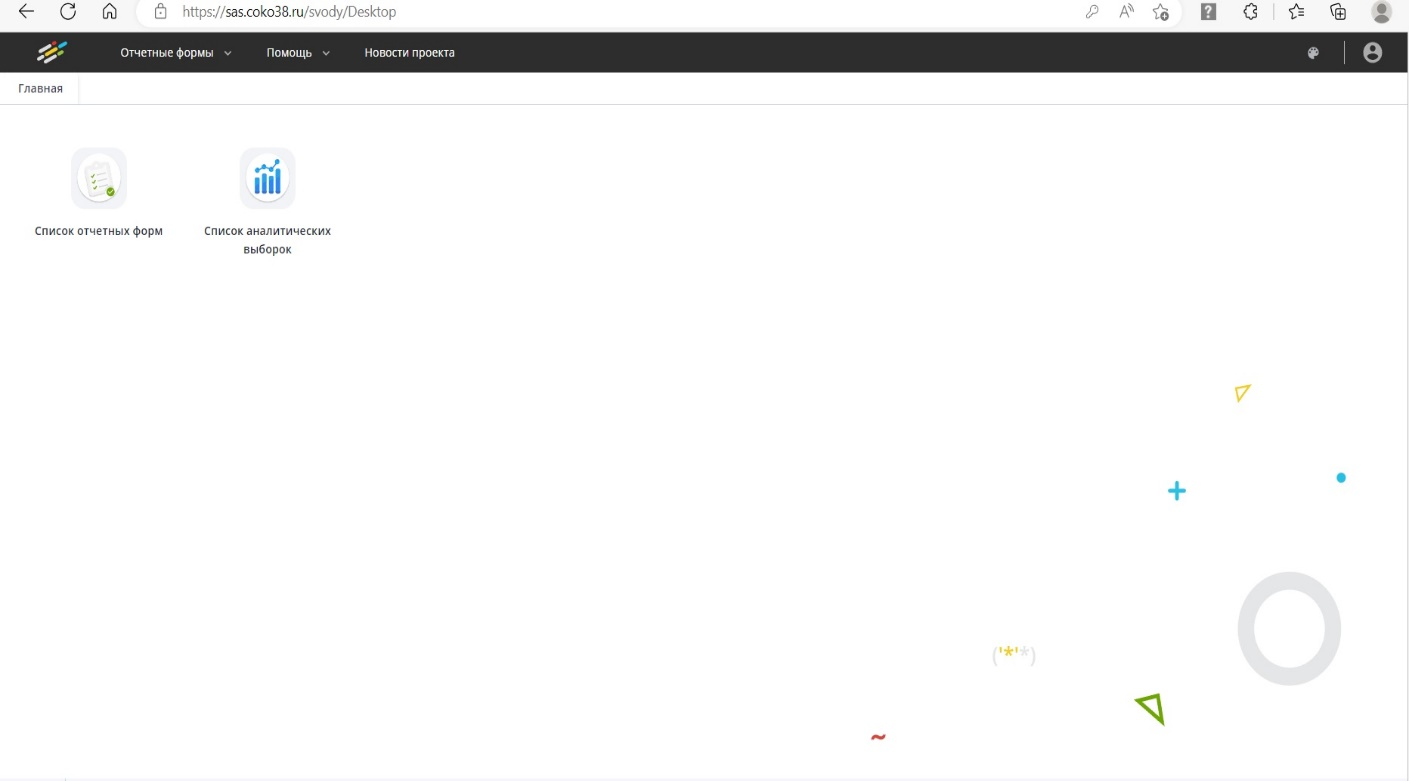 https://sas.coko38.ru/svody/Desktop
Отчетные формы
Помощь
Новости проекта
Главная
Список отчетных форм
Список аналитических
выборок
('*'*)
~